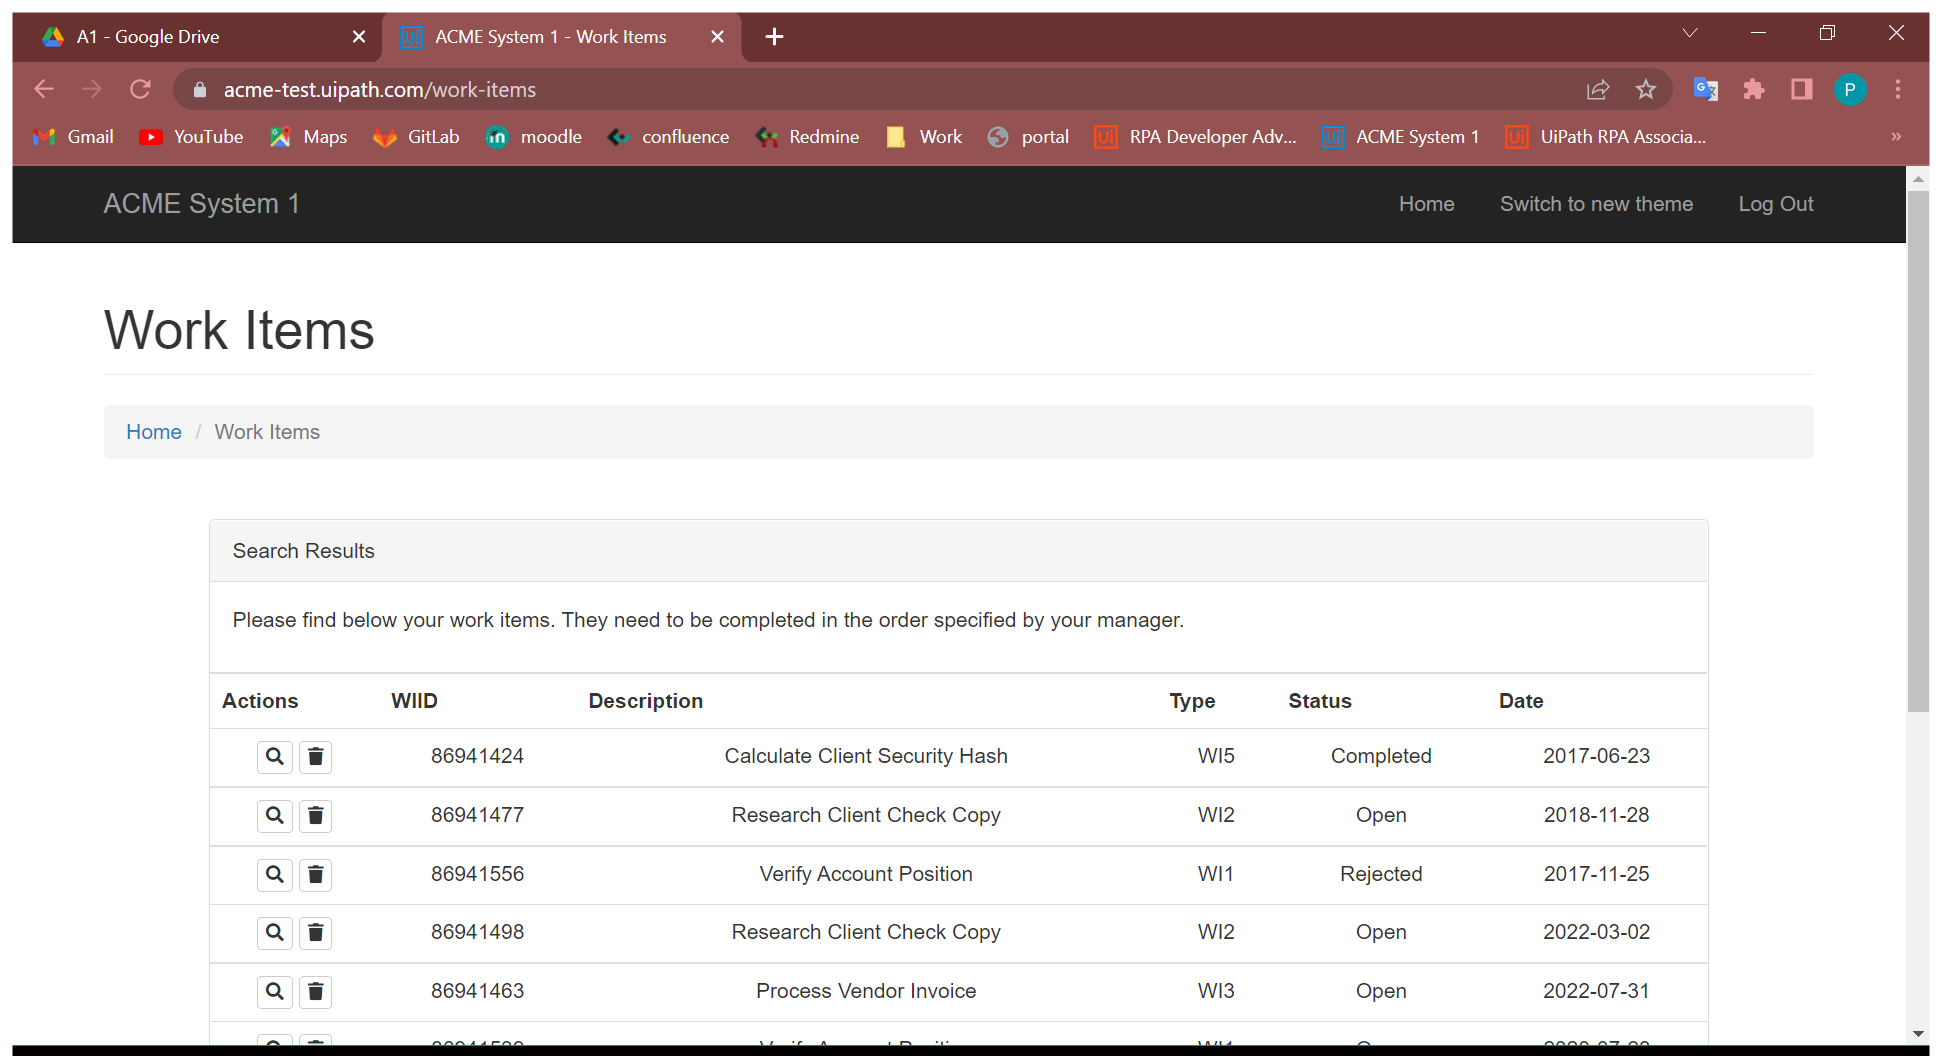 A1 - Google Drive ACME System 1 - Work Items
acme-test.uipath.com/work-items P
Gmail YouTube Maps GitLab moodle confluence Redmine Work portal RPA Developer Adv... ACME System 1 UiPath RPA Associa... »
ACME System 1 Home Switch to new theme Log Out
Work Items
Home / Work Items
Search Results
Please find below your work items. They need to be completed in the order specified by your manager.
Actions WIID Description Type Status Date
86941424 Calculate Client Security Hash WI5 Completed 2017-06-23
86941477 Research Client Check Copy WI2 Open 2018-11-28
86941556 Verify Account Position WI1 Rejected 2017-11-25
86941498 Research Client Check Copy WI2 Open 2022-03-02
86941463 Process Vendor Invoice WI3 Open 2022-07-31